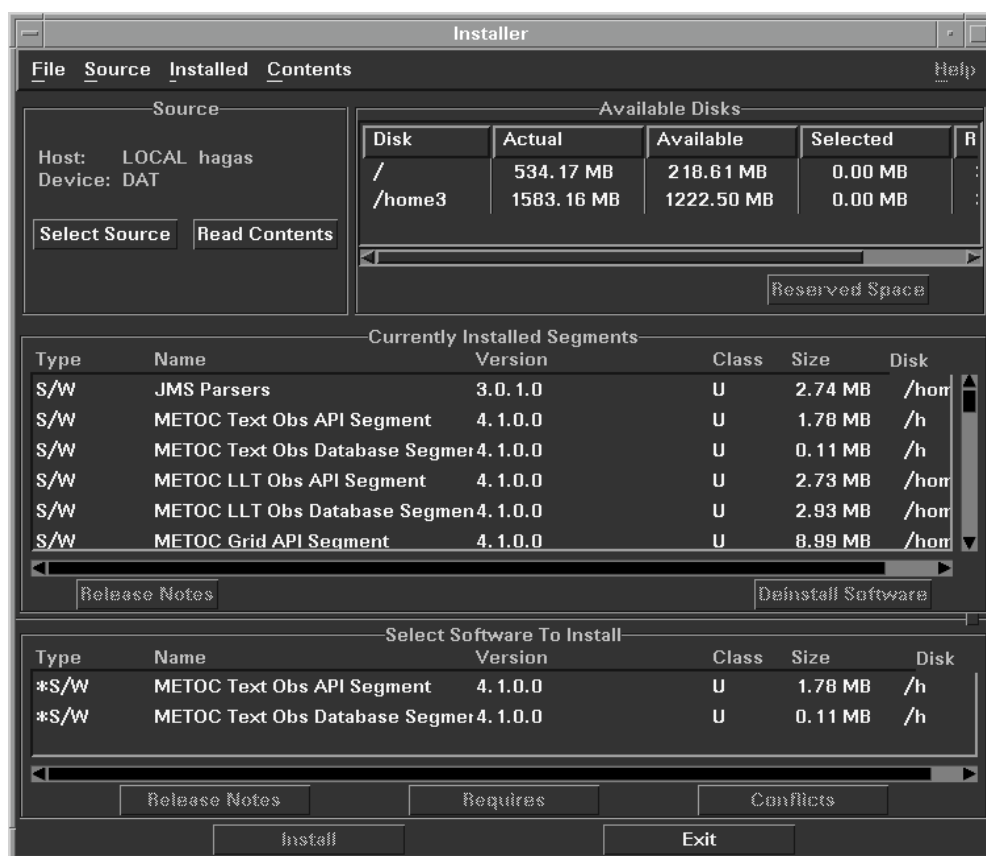 Installer
File Source Installed Contents Help
Source
Host: LOCAL hagas
Device: DAT
Select Source Read Contents
Available Disks
Disk Actual Available Selected R
/ 534.17 MB 218.61 MB 0.00 MB
/home3 1583.16 MB 1222.50 MB 0.00 MB
Reserved Space
Currently Installed Segments
Type Name Version Class Size Disk
S/W JMS Parsers 3.0.1.0 U 2.74 MB /hom
S/W METOC Text Obs API Segment 4.1.0.0 U 1.78 MB /h
S/W METOC Text Obs Database Segmer 4.1.0.0 U 0.11 MB /h
S/W METOC LLT Obs API Segment 4.1.0.0 U 2.73 MB /hom
S/W METOC LLT Obs Database Segmen 4.1.0.0 U 2.93 MB /hom
S/W METOC Grid API Segment 4.1.0.0 U 8.99 MB /hom
Release Notes Deinstall Software
Select Software To Install
Type Name Version Class Size Disk
*S/W METOC Text Obs API Segment 4.1.0.0 U 1.78 MB /h
*S/W METOC Text Obs Database Segmer 4.1.0.0 U 0.11 MB /h
Release Notes Requires Conflicts
Install Exit